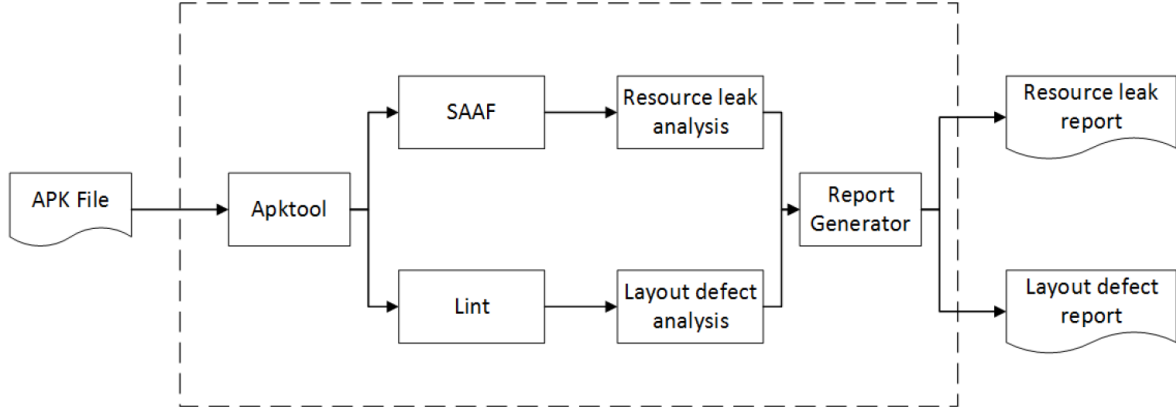 APK File
Apktool
SAAF
Lint
Resource leak
analysis
Layout defect
analysis
Report
Generator
Resource leak
report
Layout defect
report